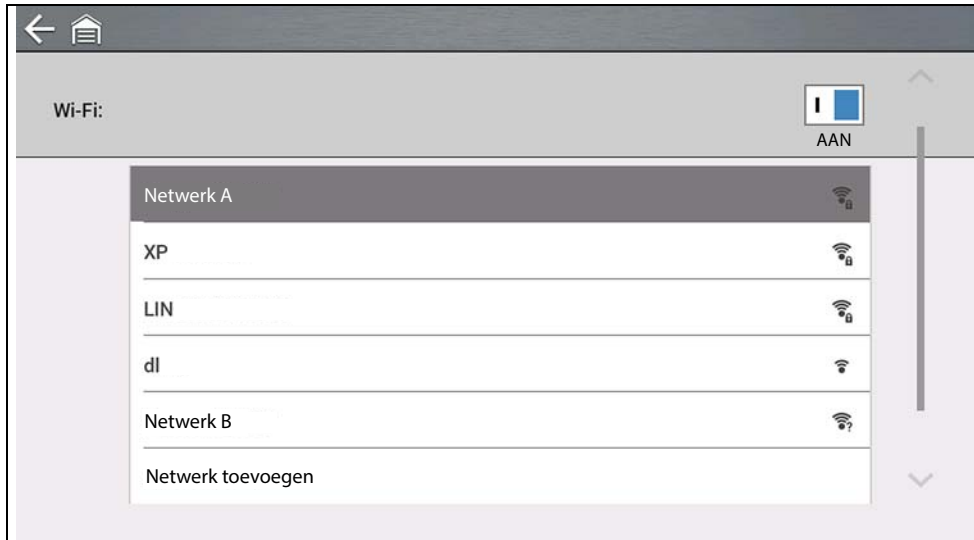 Wi-Fi:
I
AAN
Netwerk A
XP
LIN
dl
?
Netwerk B
Netwerk toevoegen